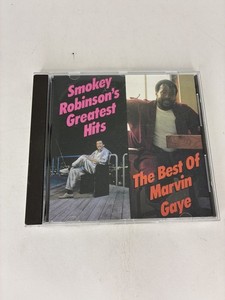 Smokey
Robinson's
Greatest
Hits
The Best Of
Marvin
Gaye